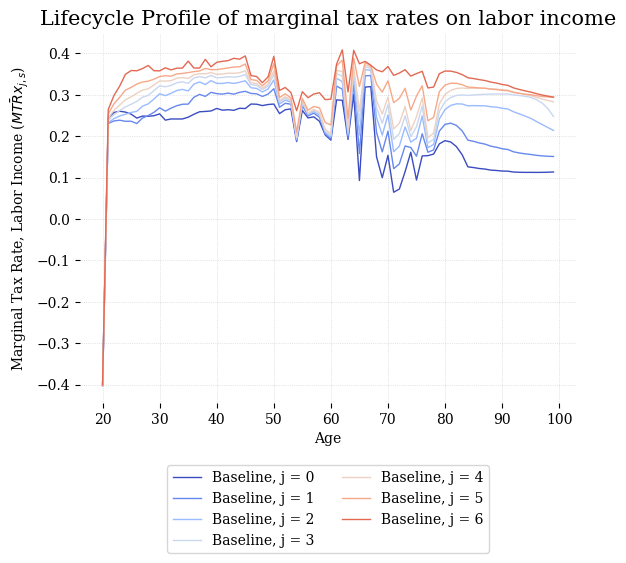 Lifecycle Profile of marginal tax rates on labor income
Marginal Tax Rate, Labor Income (MTR̄x_{j,s})
0.4
0.3
0.2
0.1
0.0
−0.1
−0.2
−0.3
−0.4
20 30 40 50 60 70 80 90 100
Age
Baseline, j = 0
Baseline, j = 1
Baseline, j = 2
Baseline, j = 3
Baseline, j = 4
Baseline, j = 5
Baseline, j = 6